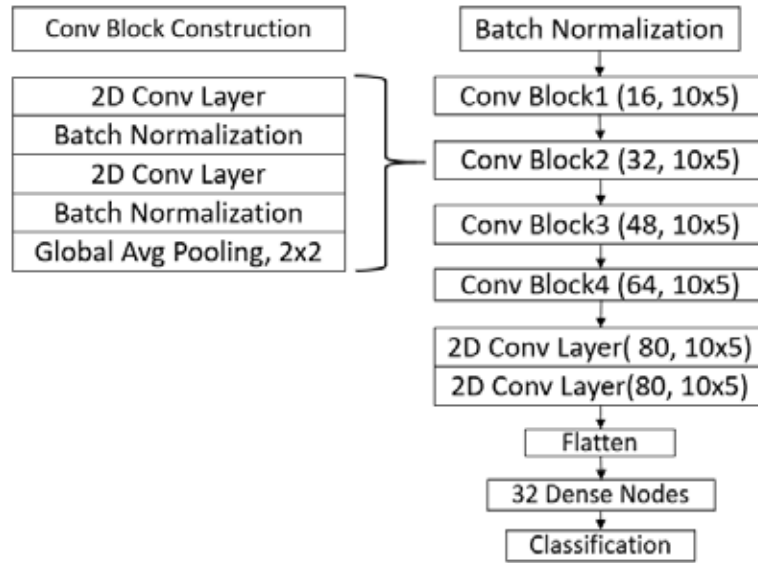 Conv Block Construction
2D Conv Layer
Batch Normalization
2D Conv Layer
Batch Normalization
Global Avg Pooling, 2x2
Batch Normalization
Conv Block1 (16, 10x5)
Conv Block2 (32, 10x5)
Conv Block3 (48, 10x5)
Conv Block4 (64, 10x5)
2D Conv Layer( 80, 10x5)
2D Conv Layer(80, 10x5)
Flatten
32 Dense Nodes
Classification